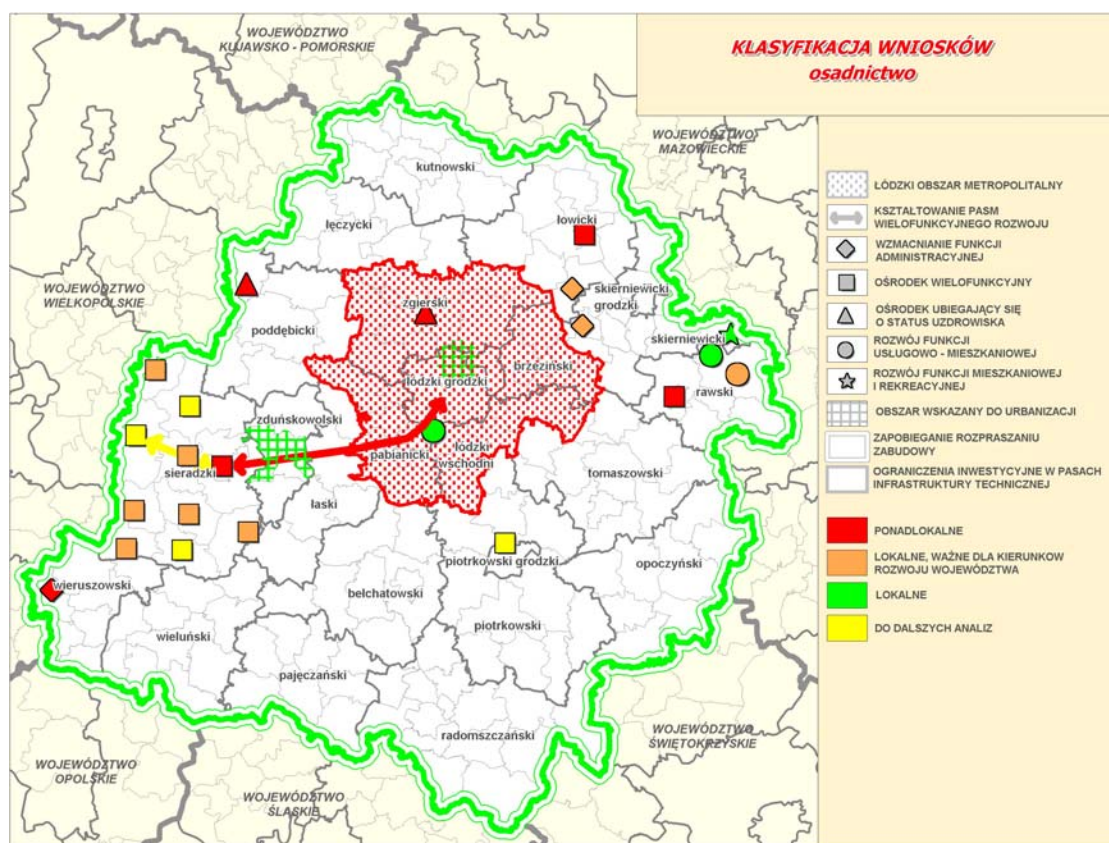 KLASYFIKACJA WNIOSKÓW
osadnictwo
WOJEWÓDZTWO
KUJAWSKO - POMORSKIE
WOJEWÓDZTWO
MAZOWIECKIE
kutnowski
łęczycki
łowicki
WOJEWÓDZTWO
WIELKOPOLSKIE
zgierski
skierniewicki
grodzki
poddębicki
skierniewicki
brzeziński
łódzki grodzki
rawski
zduńskowolski
pabianicki
łódzki
wschodni
sieradzki
tomaszowski
łaski
piotrkowski grodzki
opoczyński
wieruszowski
bełchatowski
piotrkowski
wieluński
pajęczański
radomszczański
WOJEWÓDZTWO
ŚWIĘTOKRZYSKIE
WOJEWÓDZTWO
OPOLSKIE
WOJEWÓDZTWO
ŚLĄSKIE
ŁÓDZKI OBSZAR METROPOLITALNY
KSZTAŁTOWANIE PASM
WIELOFUNKCYJNEGO ROZWOJU
WZMACNIANIE FUNKCJI
ADMINISTRACYJNEJ
OŚRODEK WIELOFUNKCYJNY
OŚRODEK UBIEGAJĄCY SIĘ
O STATUS UZDROWISKA
ROZWÓJ FUNKCJI
USŁUGOWO - MIESZKANIOWEJ
ROZWÓJ FUNKCJI MIESZKANIOWEJ
I REKREACYJNEJ
OBSZAR WSKAZANY DO URBANIZACJI
ZAPOBIEGANIE ROZPRASZANIU
ZABUDOWY
OGRANICZENIA INWESTYCYJNE W PASACH
INFRASTRUKTURY TECHNICZNEJ
PONADLOKALNE
LOKALNE, WAŻNE DLA KIERUNKOW
ROZWOJU WOJEWÓDZTWA
LOKALNE
DO DALSZYCH ANALIZ